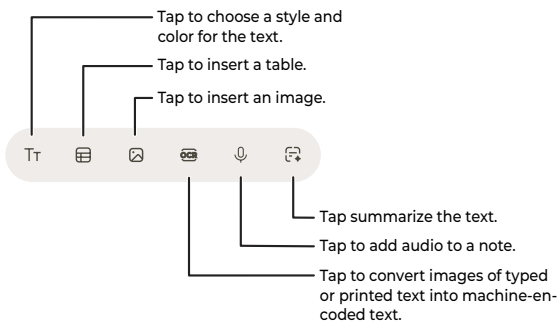 Tap to choose a style and
color for the text.
Tap to insert a table.
Tap to insert an image.
TT
OCR
Tap summarize the text.
Tap to add audio to a note.
Tap to convert images of typed
or printed text into machine-en-
coded text.